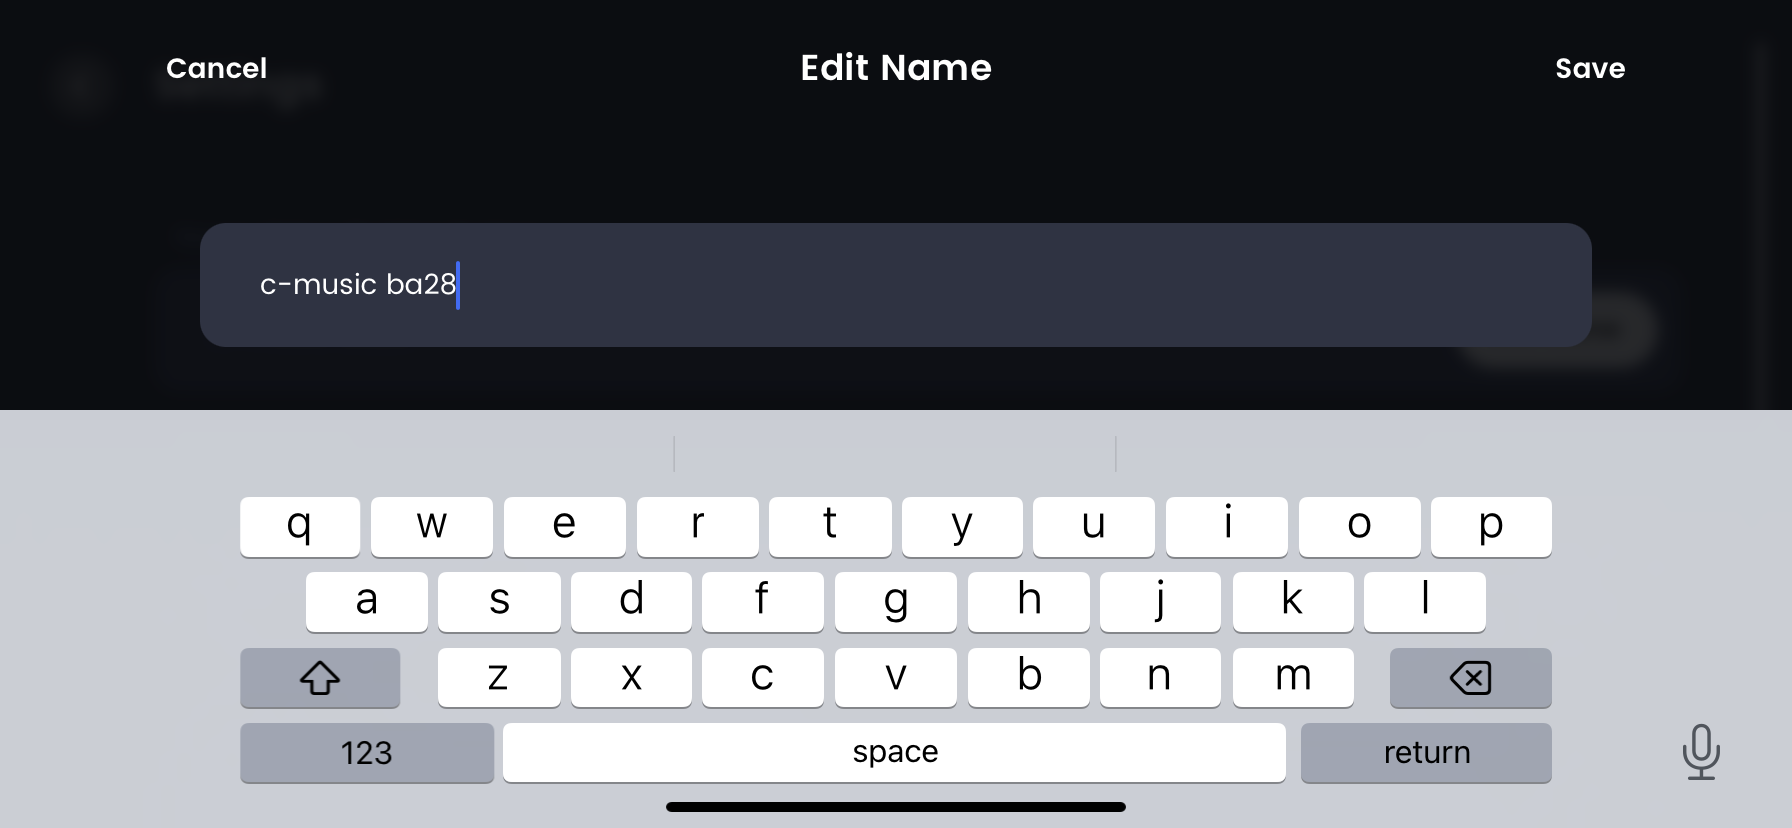 Cancel Edit Name Save
c-music ba28
q w e r t y u i o p
a s d f g h j k l
z x c v b n m
123 space return